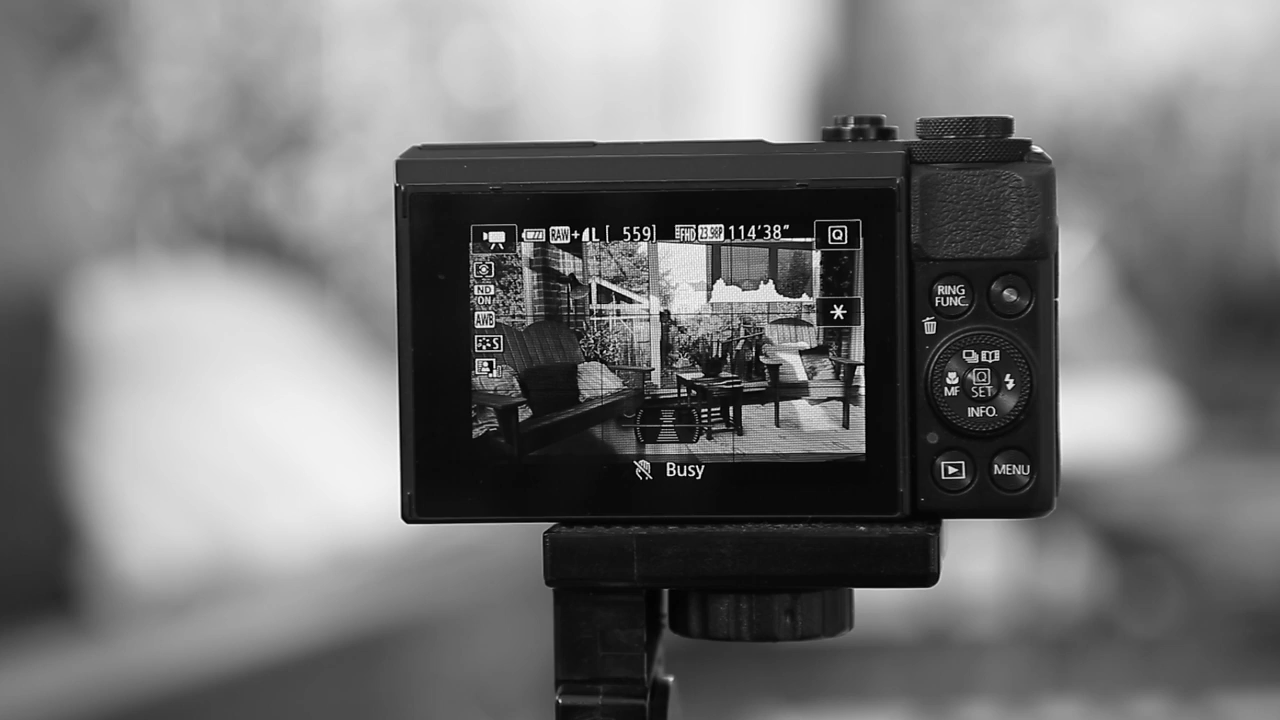 RAW+L [ 559] FHD 23.98P 114'38" Q
ND
ON
AWB
S
Busy
RING
FUNC.
MF
Q
SET
INFO.
MENU